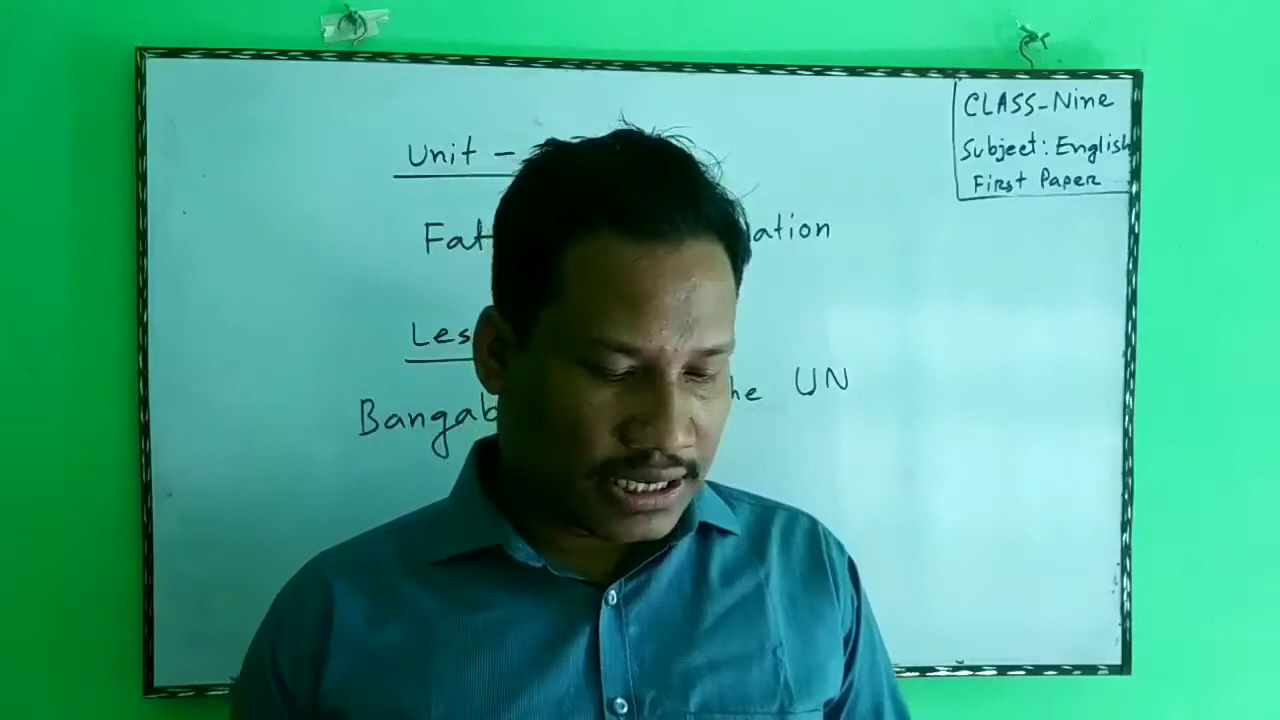 CLASS-Nine
Subject: English
First Paper
Unit -
Fat
ation
Les
Bangab
he UN